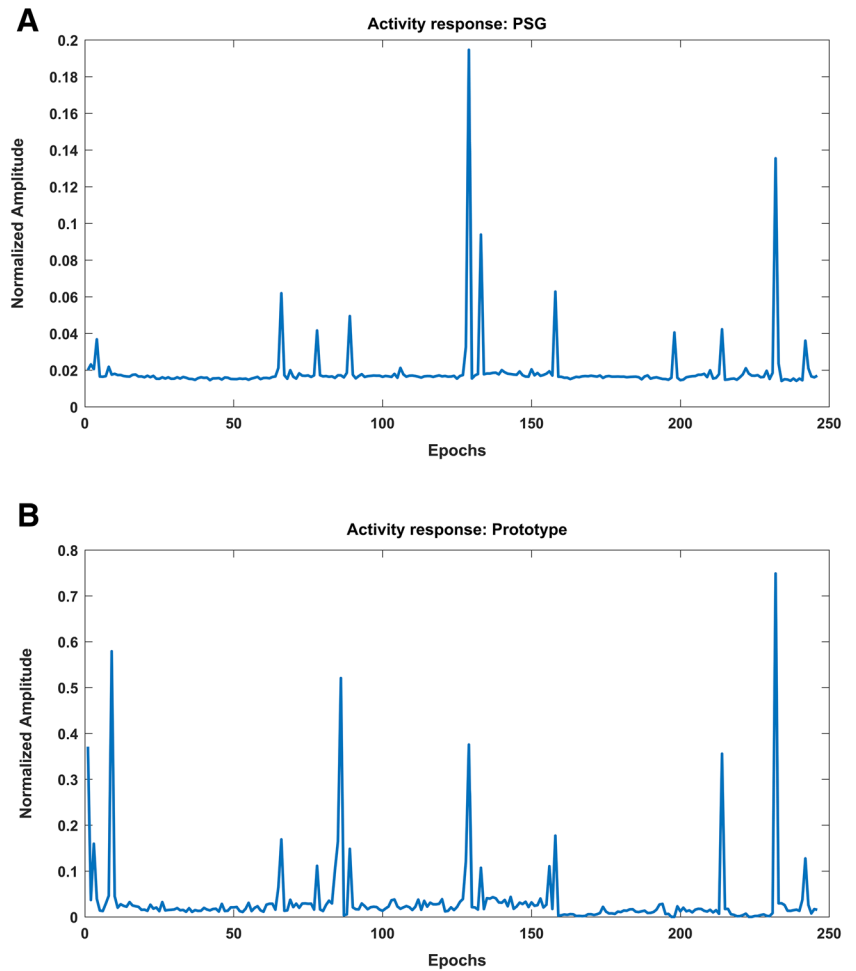 A
Activity response: PSG
Normalized Amplitude
0.2
0.18
0.16
0.14
0.12
0.1
0.08
0.06
0.04
0.02
0
0 50 100 150 200 250
Epochs
B
Activity response: Prototype
Normalized Amplitude
0.8
0.7
0.6
0.5
0.4
0.3
0.2
0.1
0
0 50 100 150 200 250
Epochs